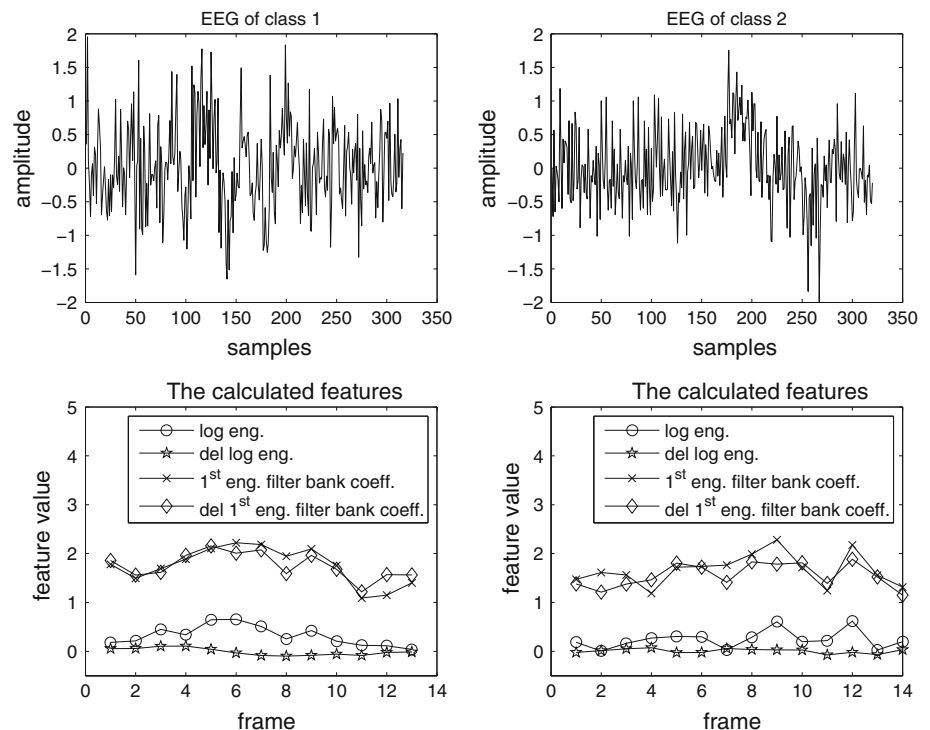 EEG of class 1
2
1.5
1
0.5
0
−0.5
−1
−1.5
−2
amplitude
0 50 100 150 200 250 300 350
samples
EEG of class 2
2
1.5
1
0.5
0
−0.5
−1
−1.5
−2
amplitude
0 50 100 150 200 250 300 350
samples
The calculated features
5
4
3
2
1
0
feature value
log eng.
del log eng.
1st eng. filter bank coeff.
del 1st eng. filter bank coeff.
0 2 4 6 8 10 12 14
frame
The calculated features
5
4
3
2
1
0
feature value
log eng.
del log eng.
1st eng. filter bank coeff.
del 1st eng. filter bank coeff.
0 2 4 6 8 10 12 14
frame